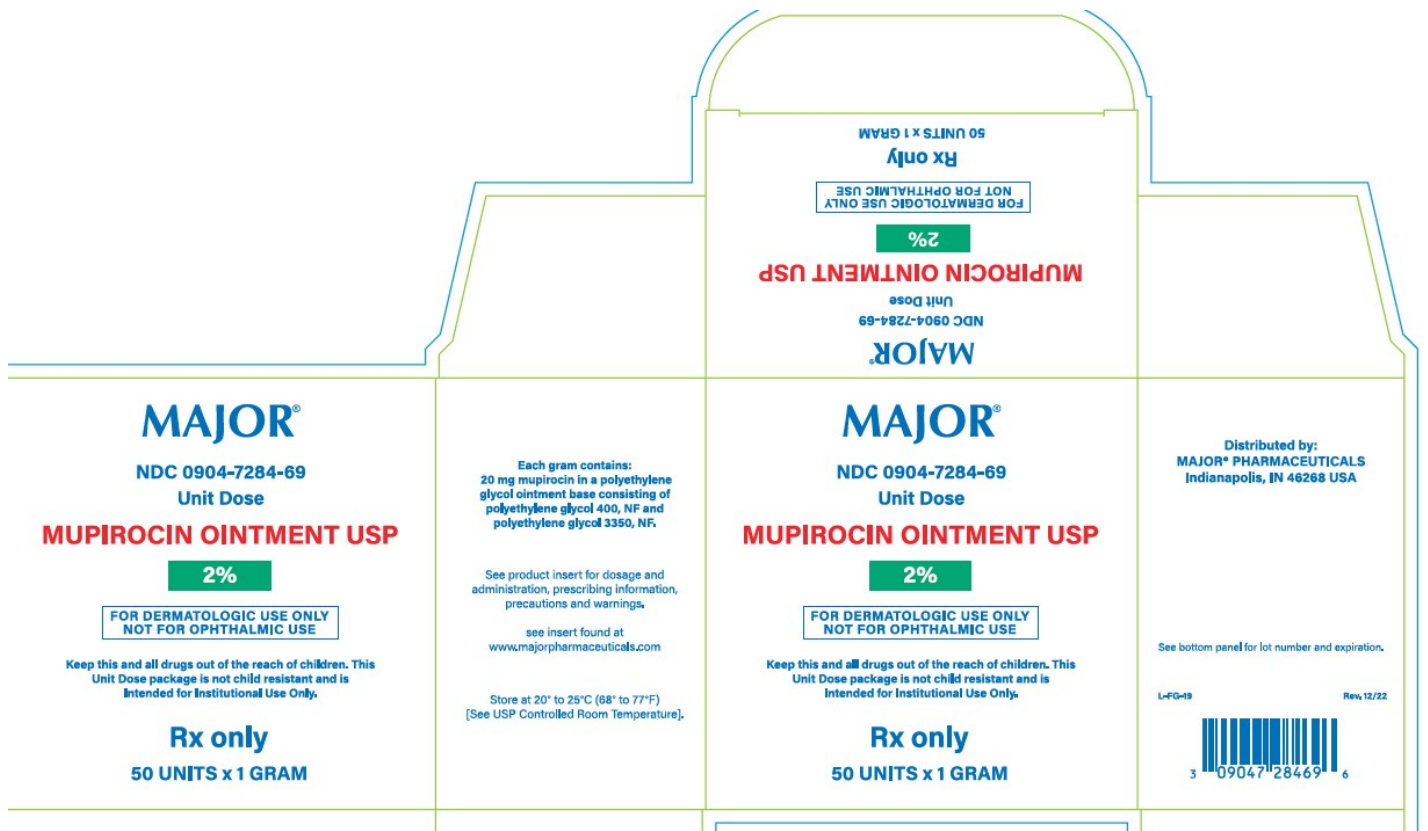 50 UNITS x 1 GRAM
Rx only
FOR DERMATOLOGIC USE ONLY
NOT FOR OPHTHALMIC USE
2%
MUPIROCIN OINTMENT USP
Unit Dose
NDC 0904-7284-69
MAJOR®
MAJOR®
NDC 0904-7284-69
Unit Dose
MUPIROCIN OINTMENT USP
2%
FOR DERMATOLOGIC USE ONLY
NOT FOR OPHTHALMIC USE
Keep this and all drugs out of the reach of children. This
Unit Dose package is not child resistant and is
Intended for Institutional Use Only.
Rx only
50 UNITS x 1 GRAM
Each gram contains:
20 mg mupirocin in a polyethylene
glycol ointment base consisting of
polyethylene glycol 400, NF and
polyethylene glycol 3350, NF.
See product insert for dosage and
administration, prescribing information,
precautions and warnings.
see insert found at
www.majorpharmaceuticals.com
Store at 20° to 25°C (68° to 77°F)
[See USP Controlled Room Temperature].
MAJOR®
NDC 0904-7284-69
Unit Dose
MUPIROCIN OINTMENT USP
2%
FOR DERMATOLOGIC USE ONLY
NOT FOR OPHTHALMIC USE
Keep this and all drugs out of the reach of children. This
Unit Dose package is not child resistant and is
Intended for Institutional Use Only.
Rx only
50 UNITS x 1 GRAM
Distributed by:
MAJOR® PHARMACEUTICALS
Indianapolis, IN 46268 USA
See bottom panel for lot number and expiration.
L-FG-19 Rev. 12/22
3 09047 28469 6